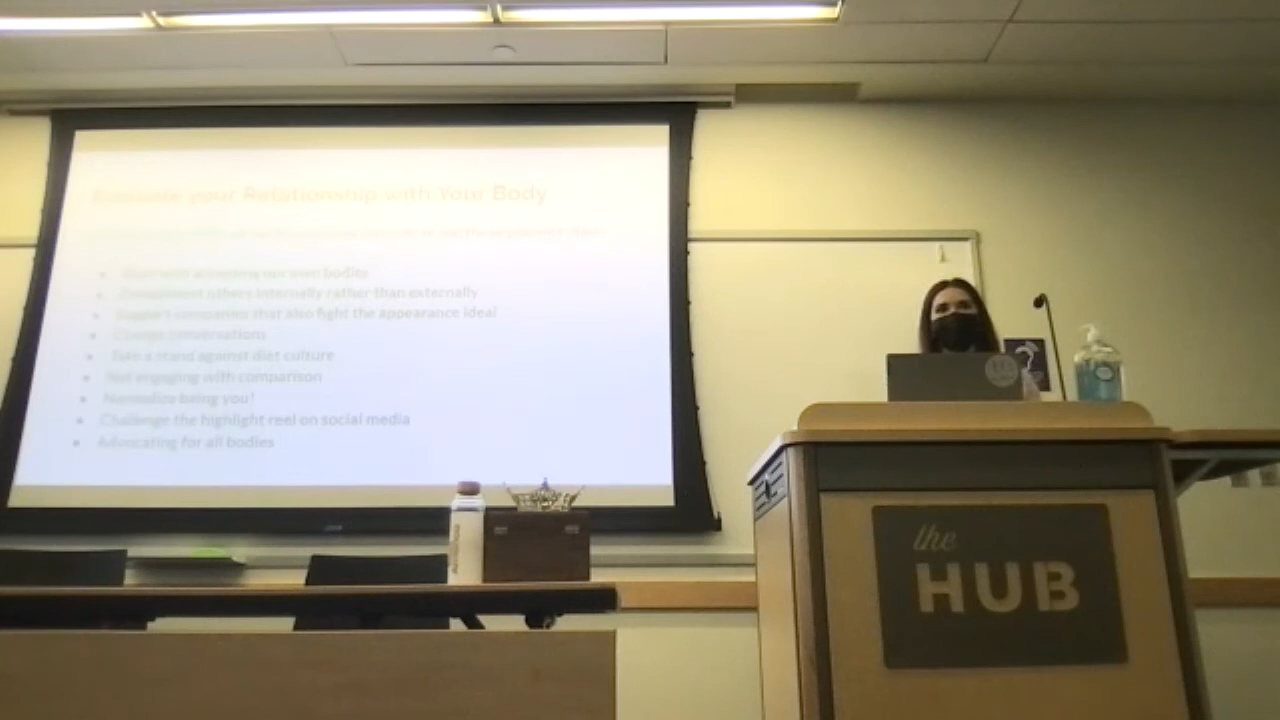 Evaluate your Relationship with Your Body
Start with accepting our own bodies
Compliment others internally rather than externally
Support companies that also fight the appearance ideal
Change conversations
Take a stand against diet culture
Not engaging with comparison
Normalize being you!
Challenge the highlight reel on social media
Advocating for all bodies
the
HUB